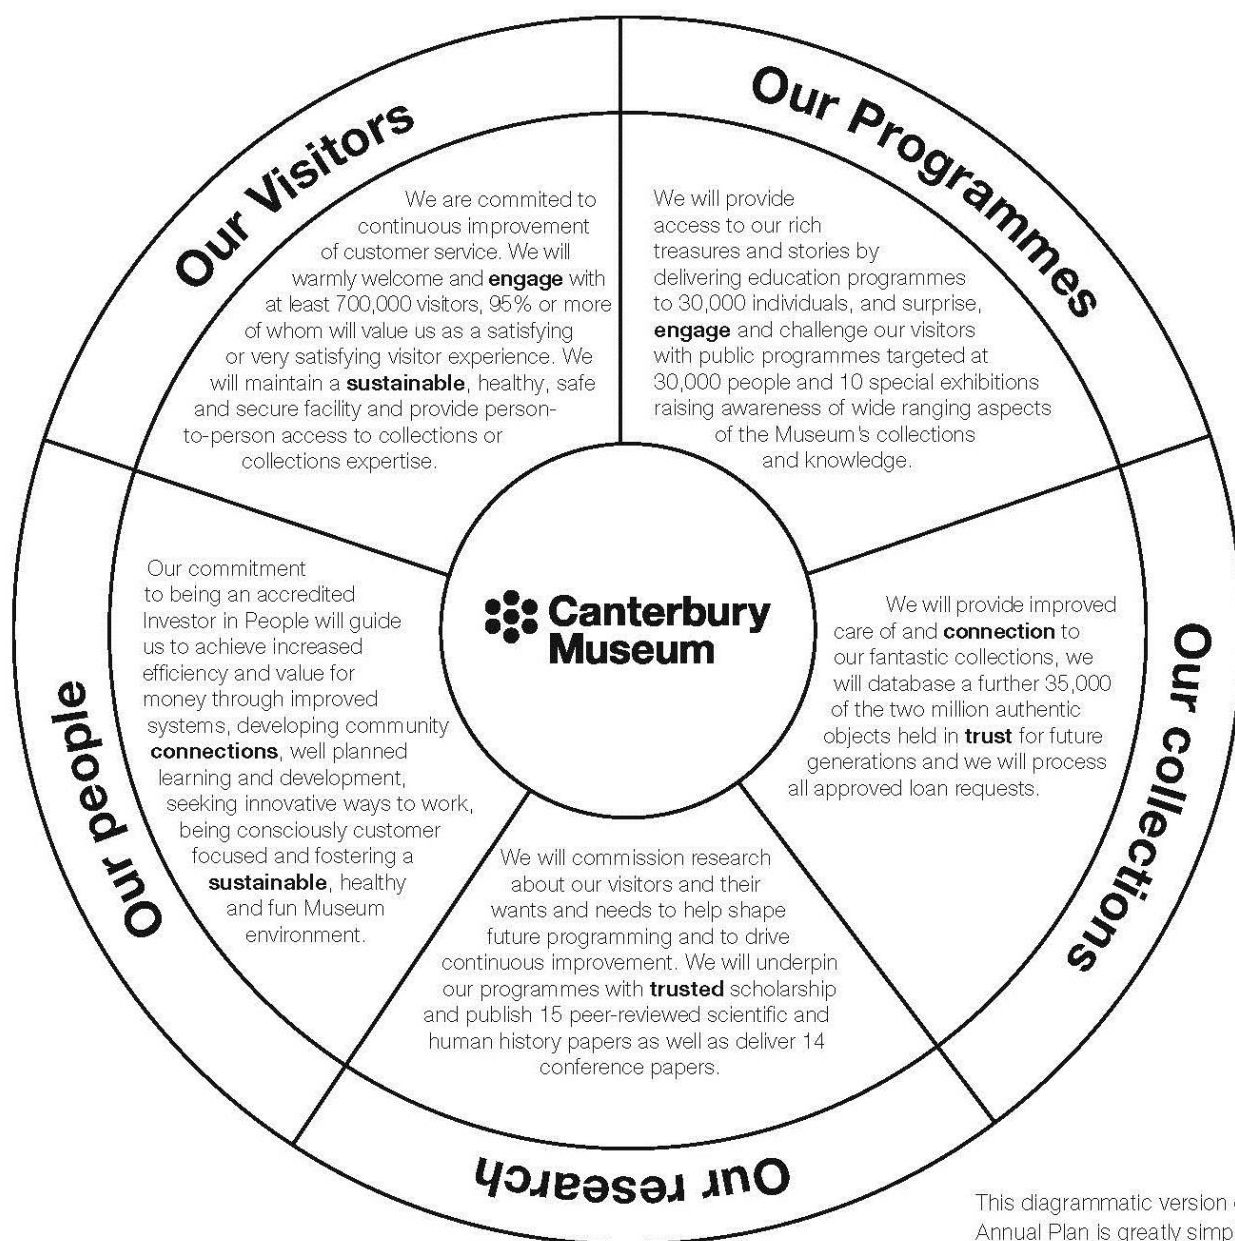 Our Visitors
We are commited to
continuous improvement
of customer service. We will
warmly welcome and engage with
at least 700,000 visitors, 95% or more
of whom will value us as a satisfying
or very satisfying visitor experience. We
will maintain a sustainable, healthy, safe
and secure facility and provide person-
to-person access to collections or
collections expertise.
Our Programmes
We will provide
access to our rich
treasures and stories by
delivering education programmes
to 30,000 individuals, and surprise,
engage and challenge our visitors
with public programmes targeted at
30,000 people and 10 special exhibitions
raising awareness of wide ranging aspects
of the Museum's collections
and knowledge.
Our collections
We will provide improved
care of and connection to
our fantastic collections, we
will database a further 35,000
of the two million authentic
objects held in trust for future
generations and we will process
all approved loan requests.
Our research
We will commission research
about our visitors and their
wants and needs to help shape
future programming and to drive
continuous improvement. We will underpin
our programmes with trusted scholarship
and publish 15 peer-reviewed scientific and
human history papers as well as deliver 14
conference papers.
Our people
Our commitment
to being an accredited
Investor in People will guide
us to achieve increased
efficiency and value for
money through improved
systems, developing community
connections, well planned
learning and development,
seeking innovative ways to work,
being consciously customer
focused and fostering a
sustainable, healthy
and fun Museum
environment.
Canterbury
Museum
This diagrammatic version
Annual Plan is greatly